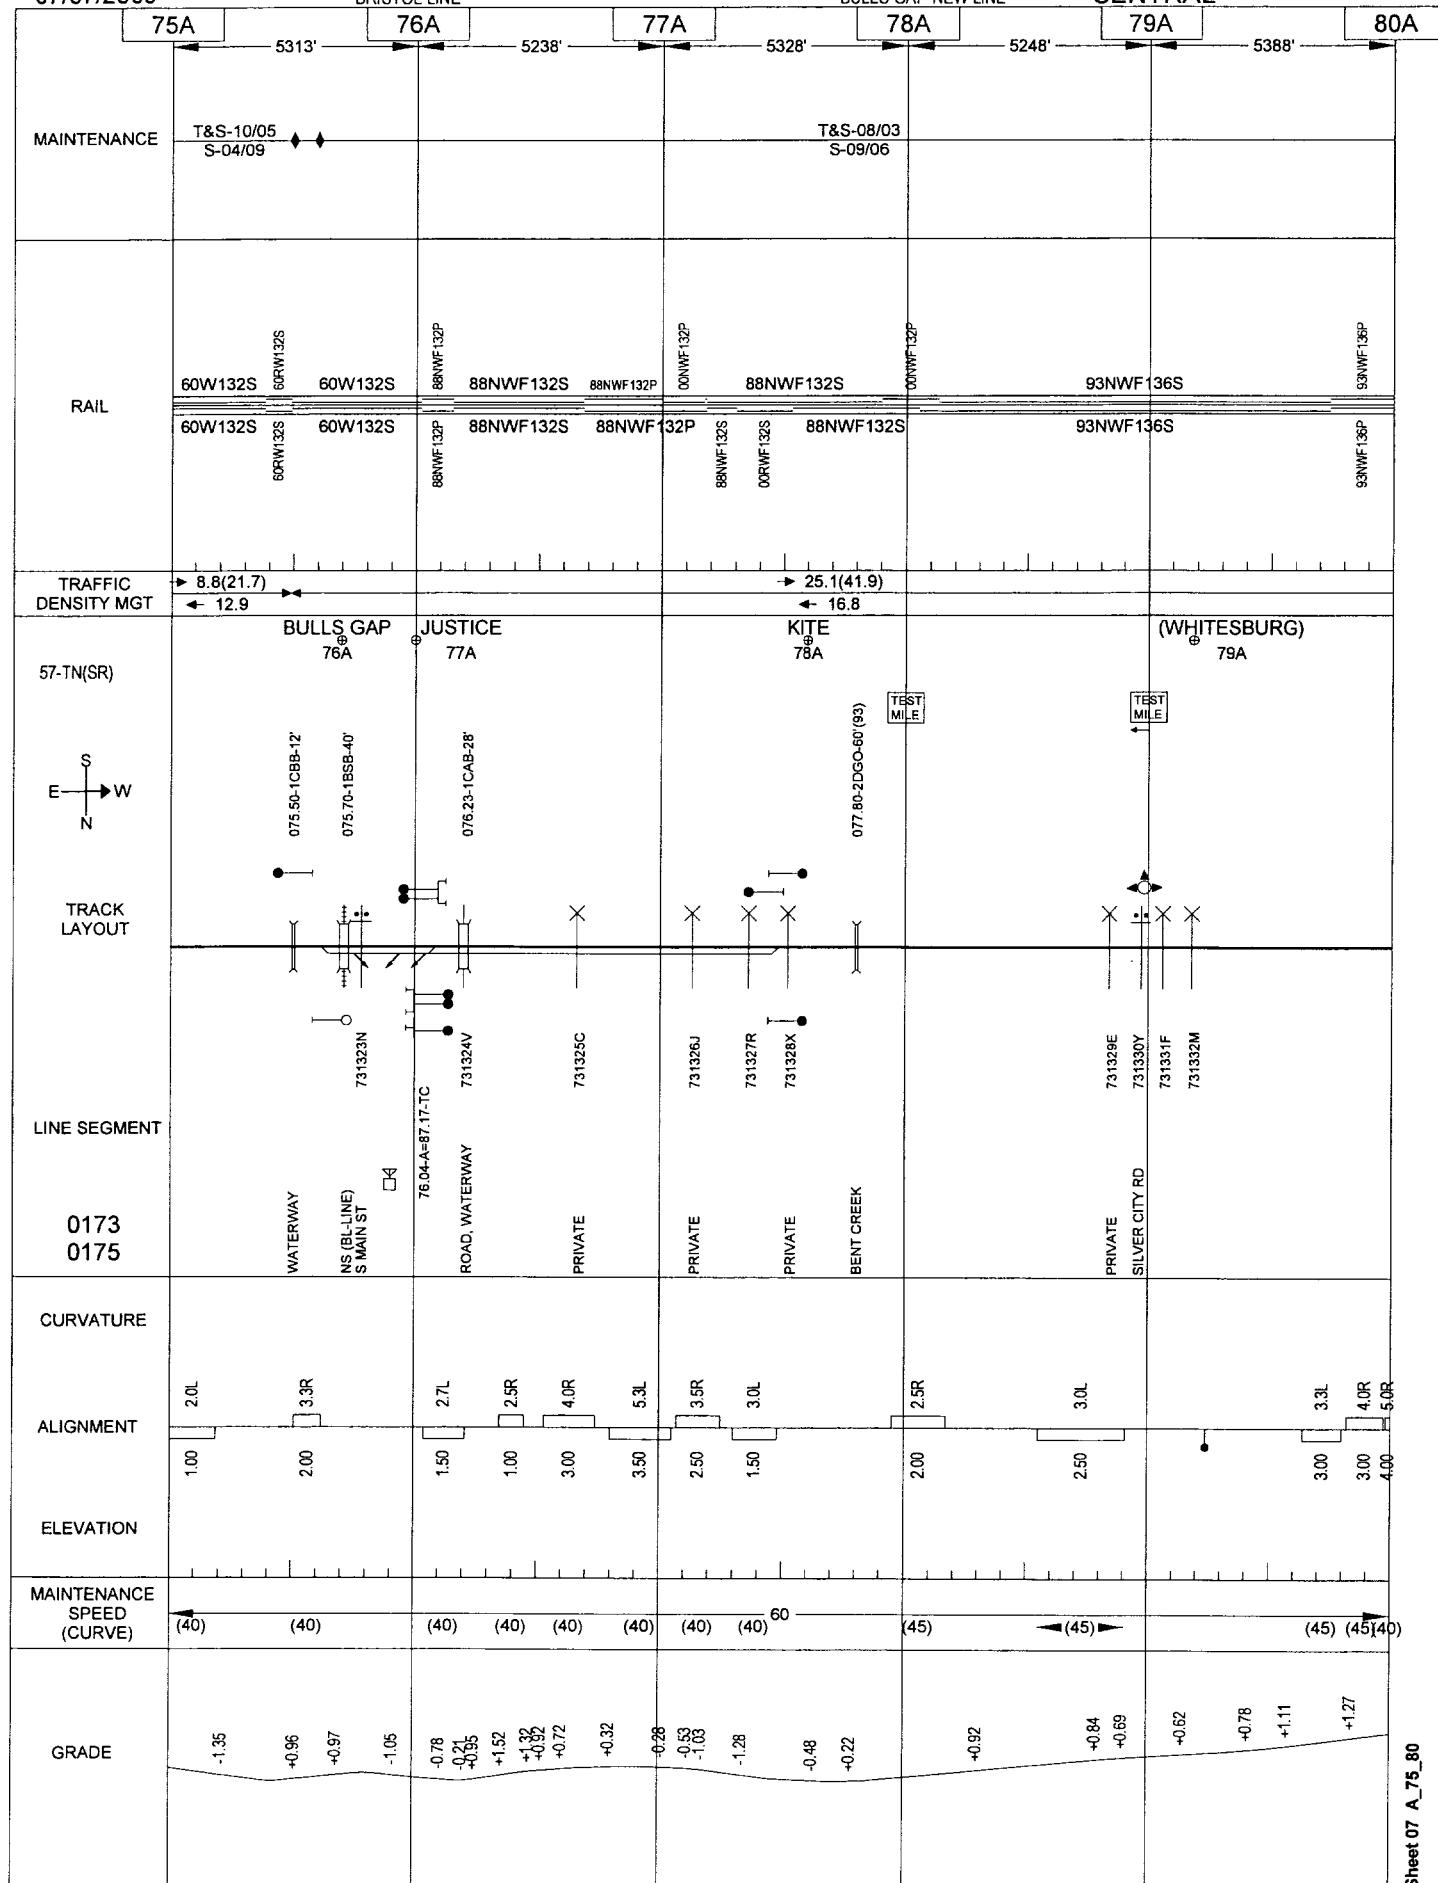 75A 76A 77A 78A 79A 80A
5313' 5238' 5328' 5248' 5388'
MAINTENANCE
T&S-10/05
S-04/09
T&S-08/03
S-09/06
RAIL
60RW132S
88NWF132P
00NWF132P
00NWF132P
93NWF136P
60W132S 60W132S 88NWF132S 88NWF132P 88NWF132S 93NWF136S
60W132S 60W132S 88NWF132S 88NWF132P 88NWF132S 93NWF136S
60RW132S
88NWF132P
88NWF132S
00RWF132S
93NWF136P
TRAFFIC
DENSITY MGT
8.8(21.7)
12.9
25.1(41.9)
16.8
BULLS GAP JUSTICE KITE (WHITESBURG)
76A 77A 78A 79A
57-TN(SR)
TEST
MILE
TEST
MILE
S
E W
N
075.50-1CBB-12'
075.70-1BSB-40'
076.23-1CAB-28'
077.80-2DGO-60'(93)
TRACK
LAYOUT
731323N
731324V
731325C
731326J
731327R
731328X
731329E
731330Y
731331F
731332M
LINE SEGMENT
76.04-A=87.17-TC
0173
0175
WATERWAY
NS (BL-LINE)
S MAIN ST
ROAD, WATERWAY
PRIVATE
PRIVATE
PRIVATE
BENT CREEK
PRIVATE
SILVER CITY RD
CURVATURE
2.0L 3.3R 2.7L 2.5R 4.0R 5.3L 3.5R 3.0L 2.5R 3.0L 3.3L 4.0R 5.0R
ALIGNMENT
1.00 2.00 1.50 1.00 3.00 3.50 2.50 1.50 2.00 2.50 3.00 3.00 4.00
ELEVATION
MAINTENANCE
SPEED
(CURVE)
60
(40) (40) (40) (40) (40) (40) (40) (40) (45) (45) (45) (45)(40)
GRADE
-1.35 +0.96 +0.97 -1.05 -0.78 -0.21 +0.95 +1.52 +1.32 +0.92 +0.72 +0.32 -0.28 -0.53 -1.03 -1.28 -0.48 +0.22 +0.92 +0.84 +0.69 +0.62 +0.78 +1.11 +1.27
Sheet 07 A_75_80